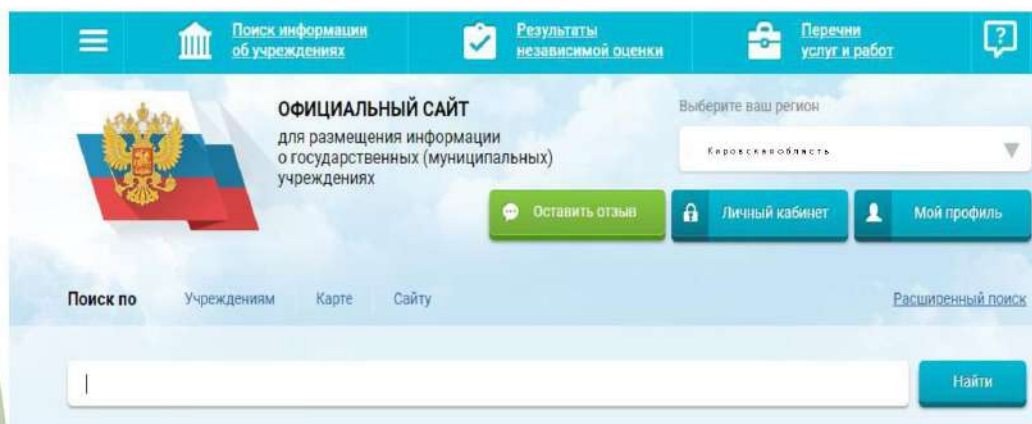 Поиск информации
об учреждениях
Результаты
независимой оценки
Перечни
услуг и работ
?
ОФИЦИАЛЬНЫЙ САЙТ
для размещения информации
о государственных (муниципальных)
учреждениях
Выберите ваш регион
Кировская область
Оставить отзыв
Личный кабинет
Мой профиль
Поиск по Учреждениям Карте Сайту Расширенный поиск
Найти